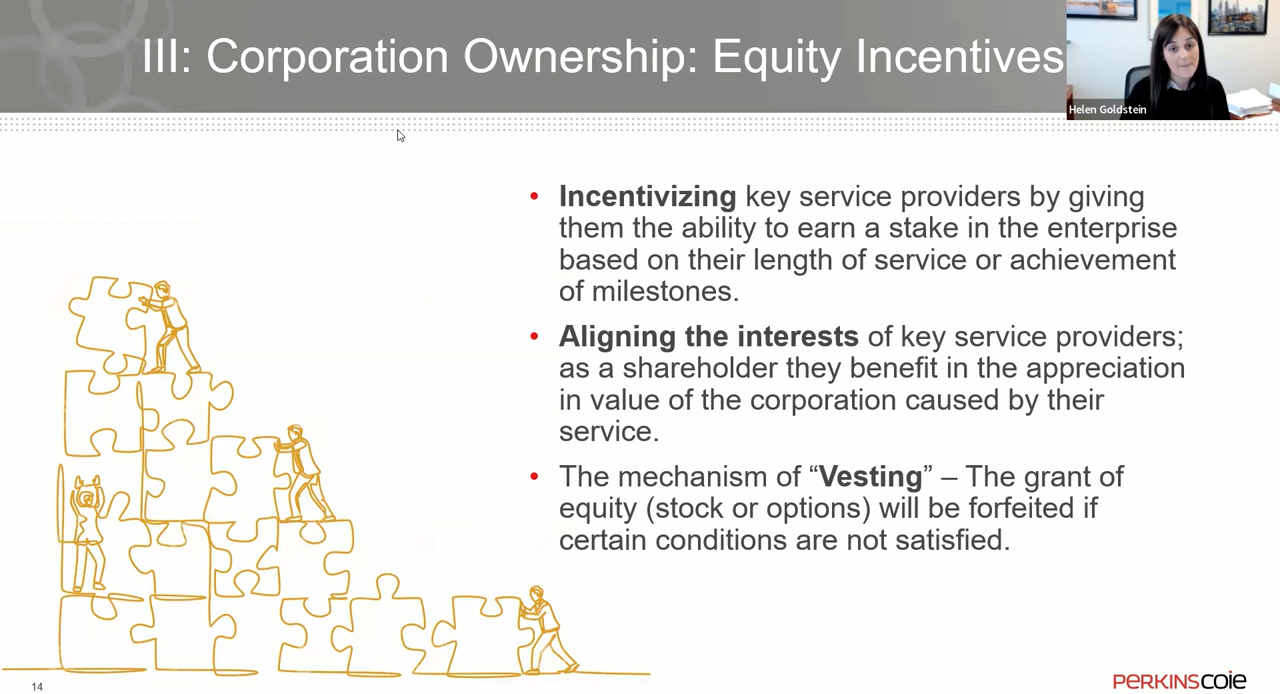 III: Corporation Ownership: Equity Incentives
Helen Goldstein
• Incentivizing key service providers by giving
them the ability to earn a stake in the enterprise
based on their length of service or achievement
of milestones.
• Aligning the interests of key service providers;
as a shareholder they benefit in the appreciation
in value of the corporation caused by their
service.
• The mechanism of “Vesting” – The grant of
equity (stock or options) will be forfeited if
certain conditions are not satisfied.
14
PERKINSCOIE